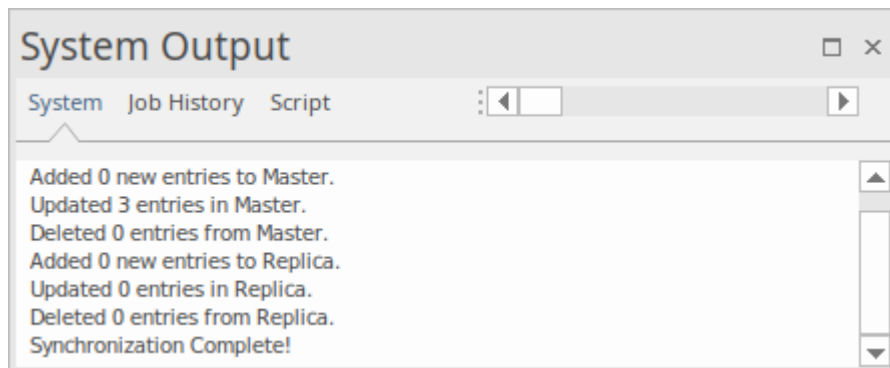 System Output
System Job History Script
Added 0 new entries to Master.
Updated 3 entries in Master.
Deleted 0 entries from Master.
Added 0 new entries to Replica.
Updated 0 entries in Replica.
Deleted 0 entries from Replica.
Synchronization Complete!